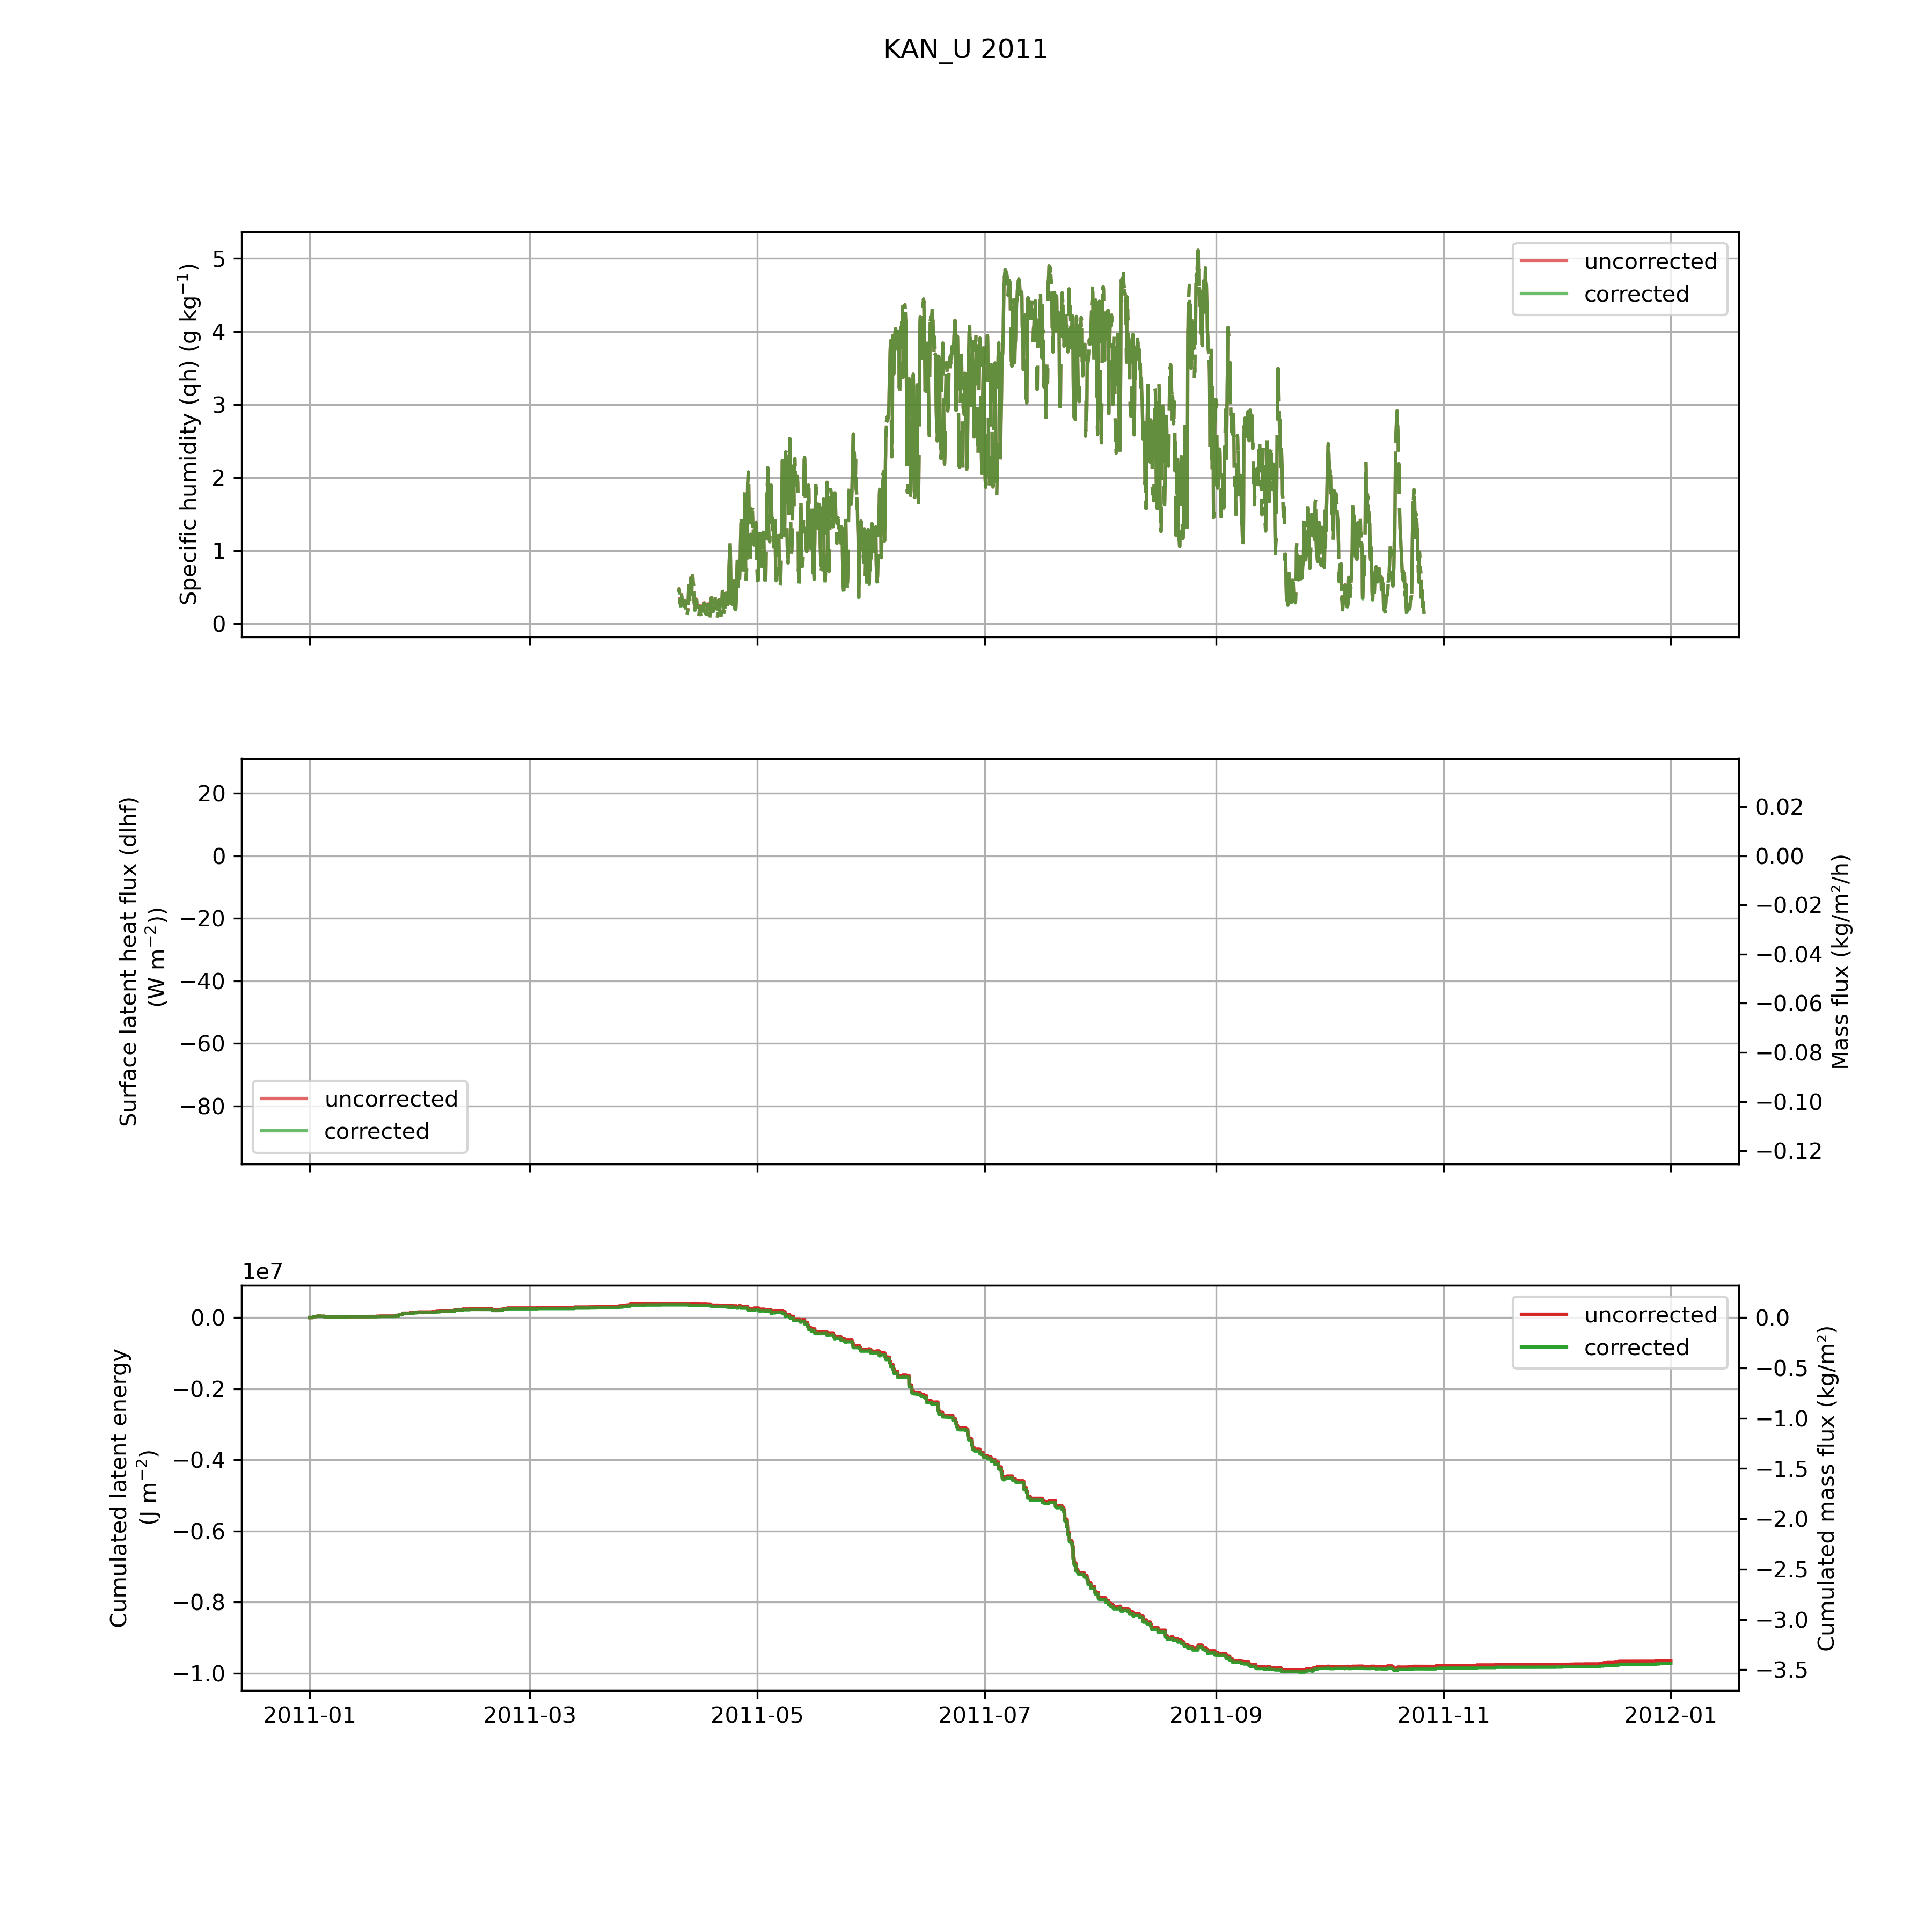 KAN_U 2011
Specific humidity (qh) (g kg⁻¹)
5
4
3
2
1
0
uncorrected
corrected
Surface latent heat flux (dlhf)
(W m⁻²))
20
0
−20
−40
−60
−80
uncorrected
corrected
0.02
0.00
−0.02
−0.04
−0.06
−0.08
−0.10
−0.12
Mass flux (kg/m²/h)
1e7
Cumulated latent energy
(J m⁻²)
0.0
−0.2
−0.4
−0.6
−0.8
−1.0
uncorrected
corrected
0.0
−0.5
−1.0
−1.5
−2.0
−2.5
−3.0
−3.5
Cumulated mass flux (kg/m²)
2011-01 2011-03 2011-05 2011-07 2011-09 2011-11 2012-01